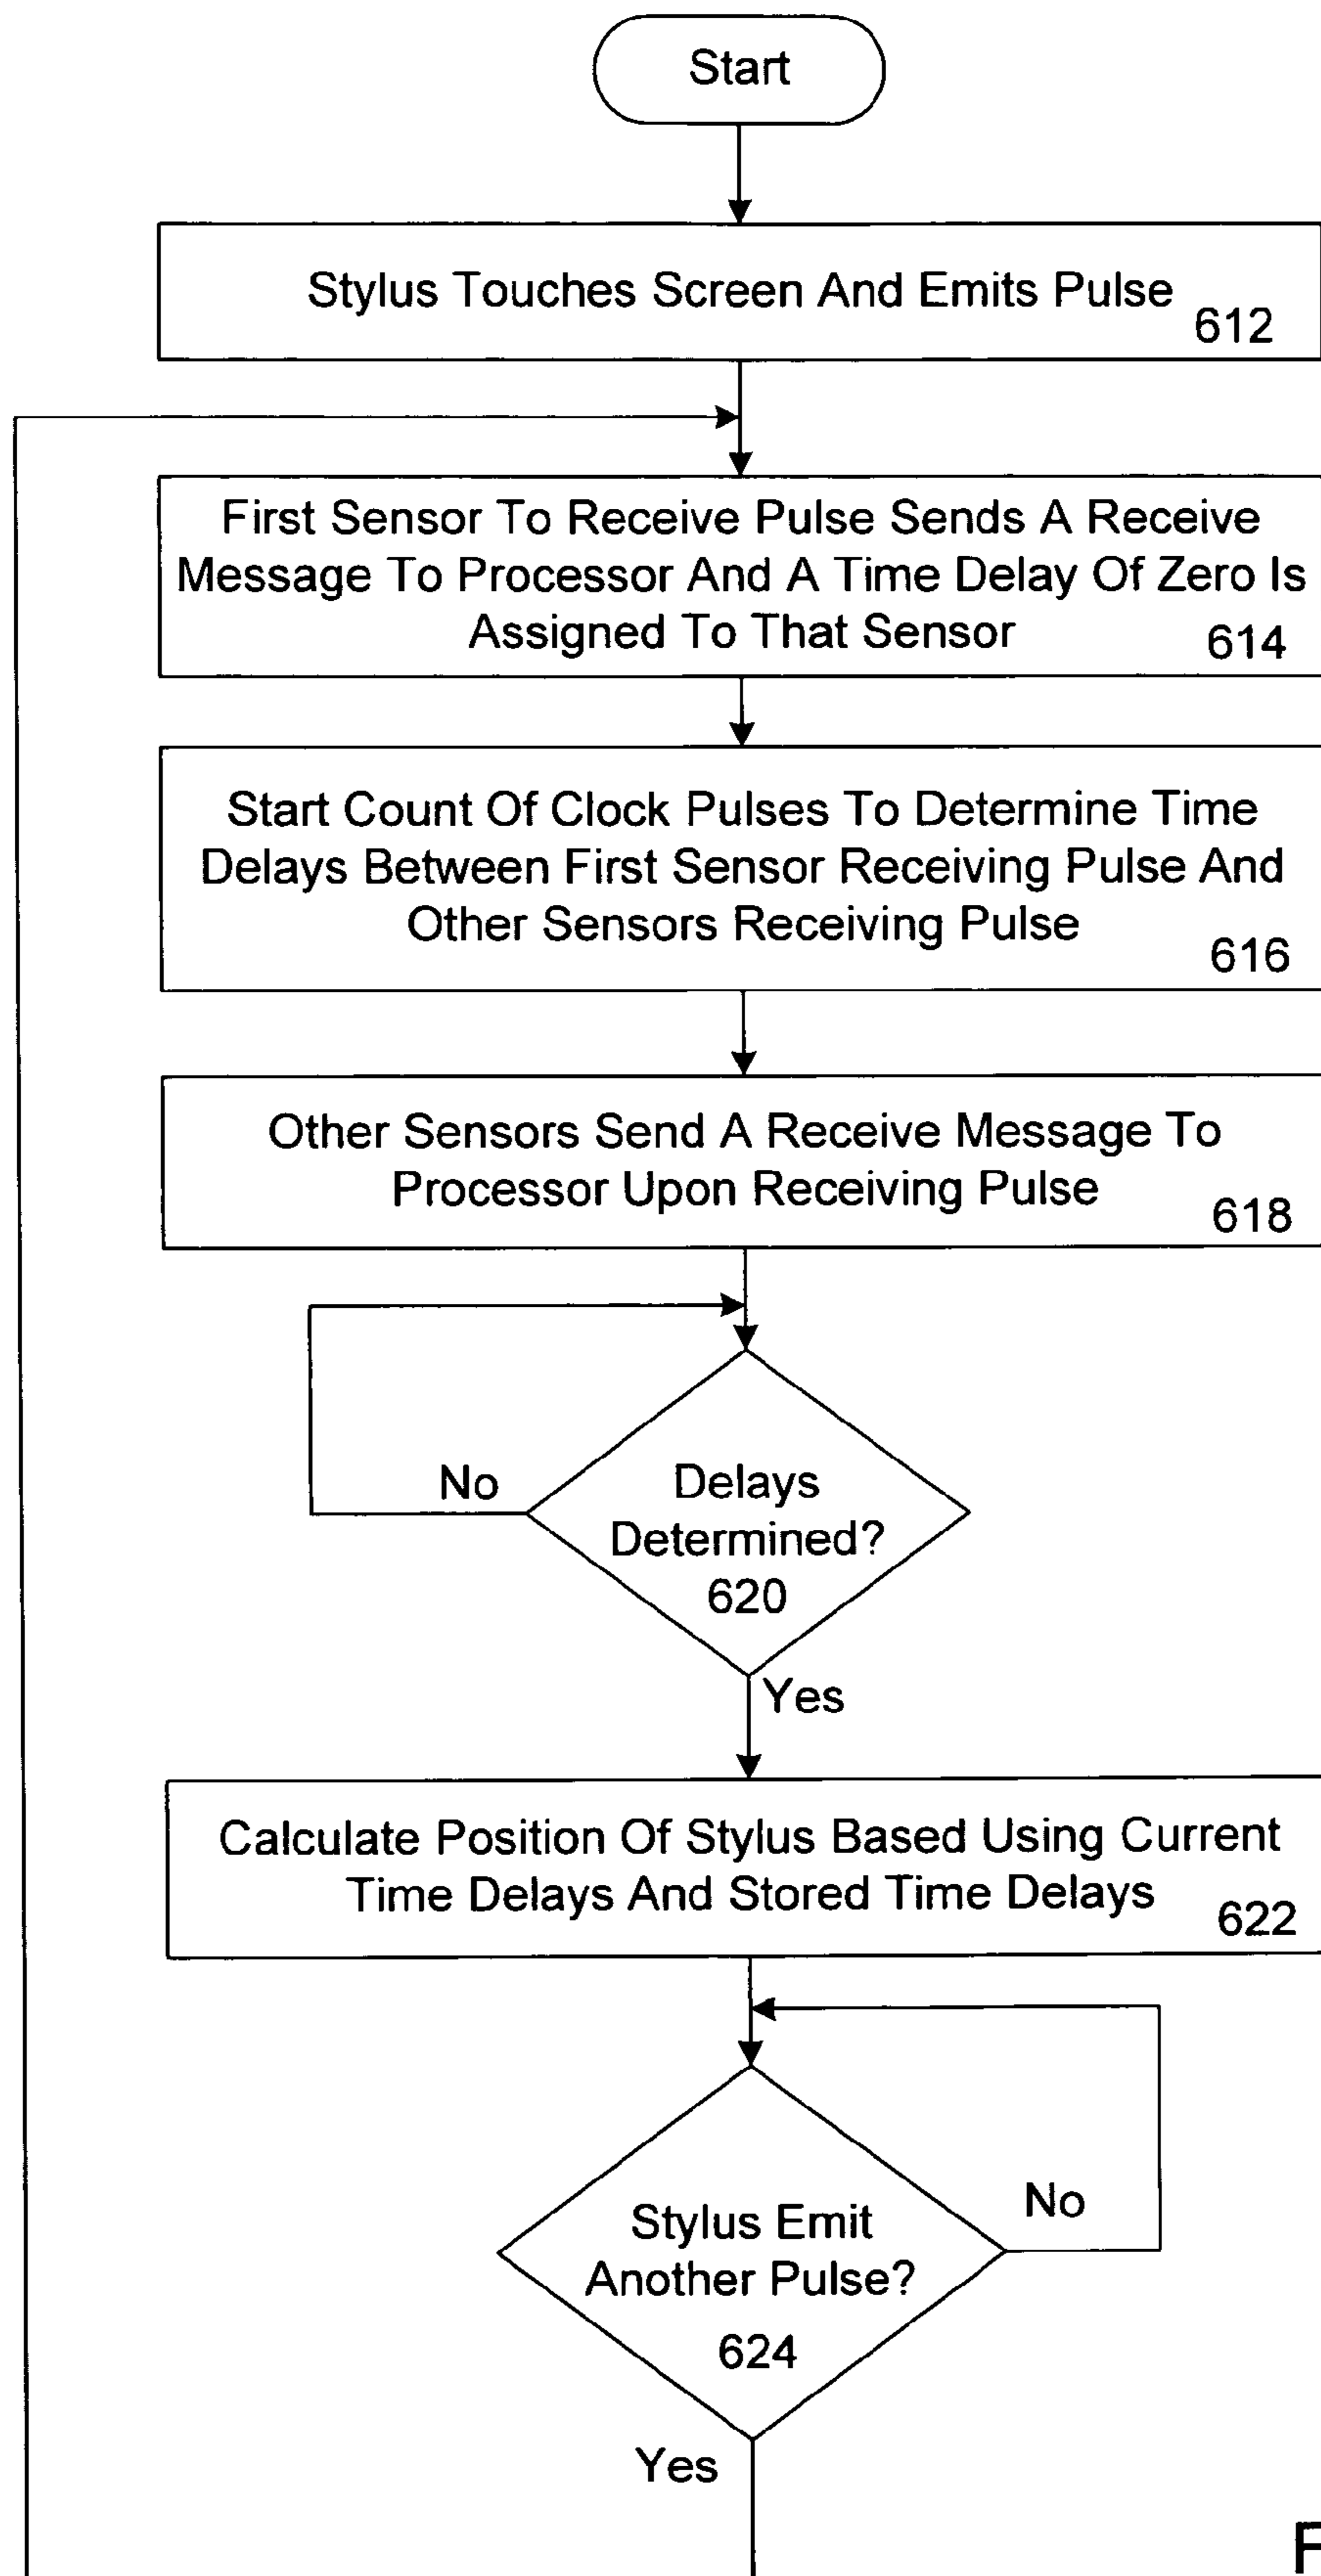 Start
Stylus Touches Screen And Emits Pulse
612
First Sensor To Receive Pulse Sends A Receive
Message To Processor And A Time Delay Of Zero Is
Assigned To That Sensor
614
Start Count Of Clock Pulses To Determine Time
Delays Between First Sensor Receiving Pulse And
Other Sensors Receiving Pulse
616
Other Sensors Send A Receive Message To
Processor Upon Receiving Pulse
618
No
Delays
Determined?
620
Yes
Calculate Position Of Stylus Based Using Current
Time Delays And Stored Time Delays
622
No
Stylus Emit
Another Pulse?
624
Yes
F